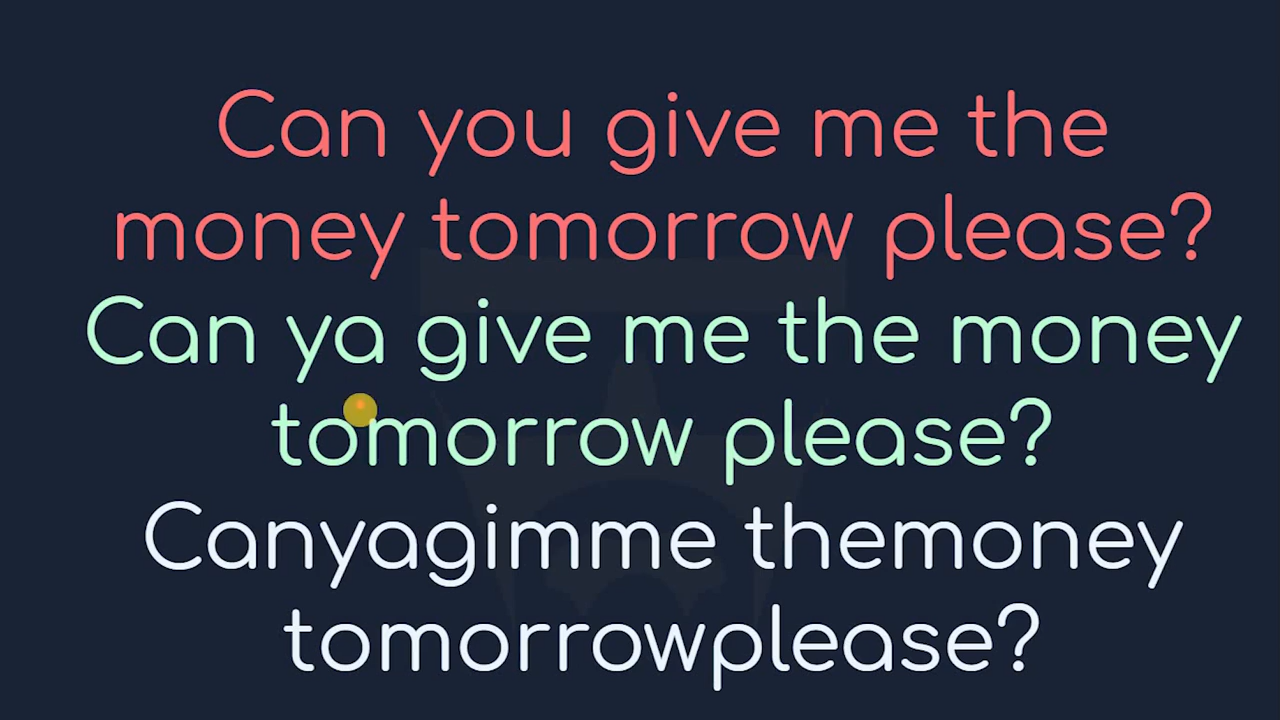 Can you give me the
money tomorrow please?
Can ya give me the money
tomorrow please?
Canyagimme themoney
tomorrowplease?